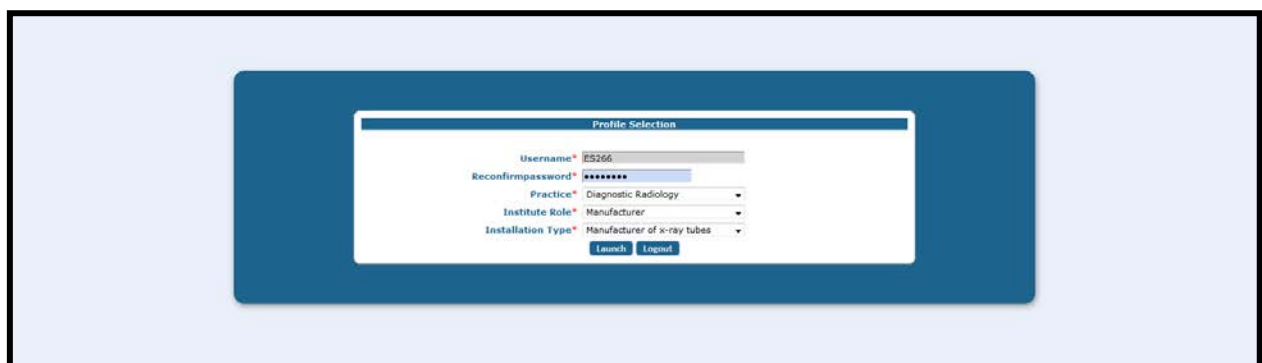 Profile Selection
Username* ES266
Reconfirmpassword* ••••••••
Practice* Diagnostic Radiology
Institute Role* Manufacturer
Installation Type* Manufacturer of x-ray tubes
Launch Logout